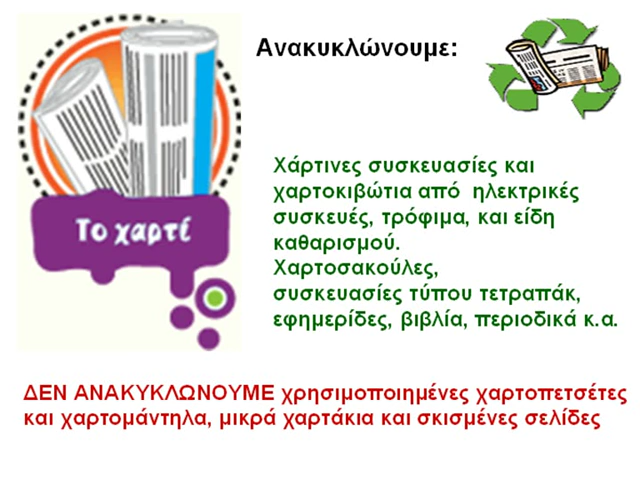 Ανακυκλώνουμε:
Το χαρτί
Χάρτινες συσκευασίες και
χαρτοκιβώτια από ηλεκτρικές
συσκευές, τρόφιμα, και είδη
καθαρισμού.
Χαρτοσακούλες,
συσκευασίες τύπου τετραπάκ,
εφημερίδες, βιβλία, περιοδικά κ.α.
ΔΕΝ ΑΝΑΚΥΚΛΩΝΟΥΜΕ χρησιμοποιημένες χαρτοπετσέτες
και χαρτομάντηλα, μικρά χαρτάκια και σκισμένες σελίδες